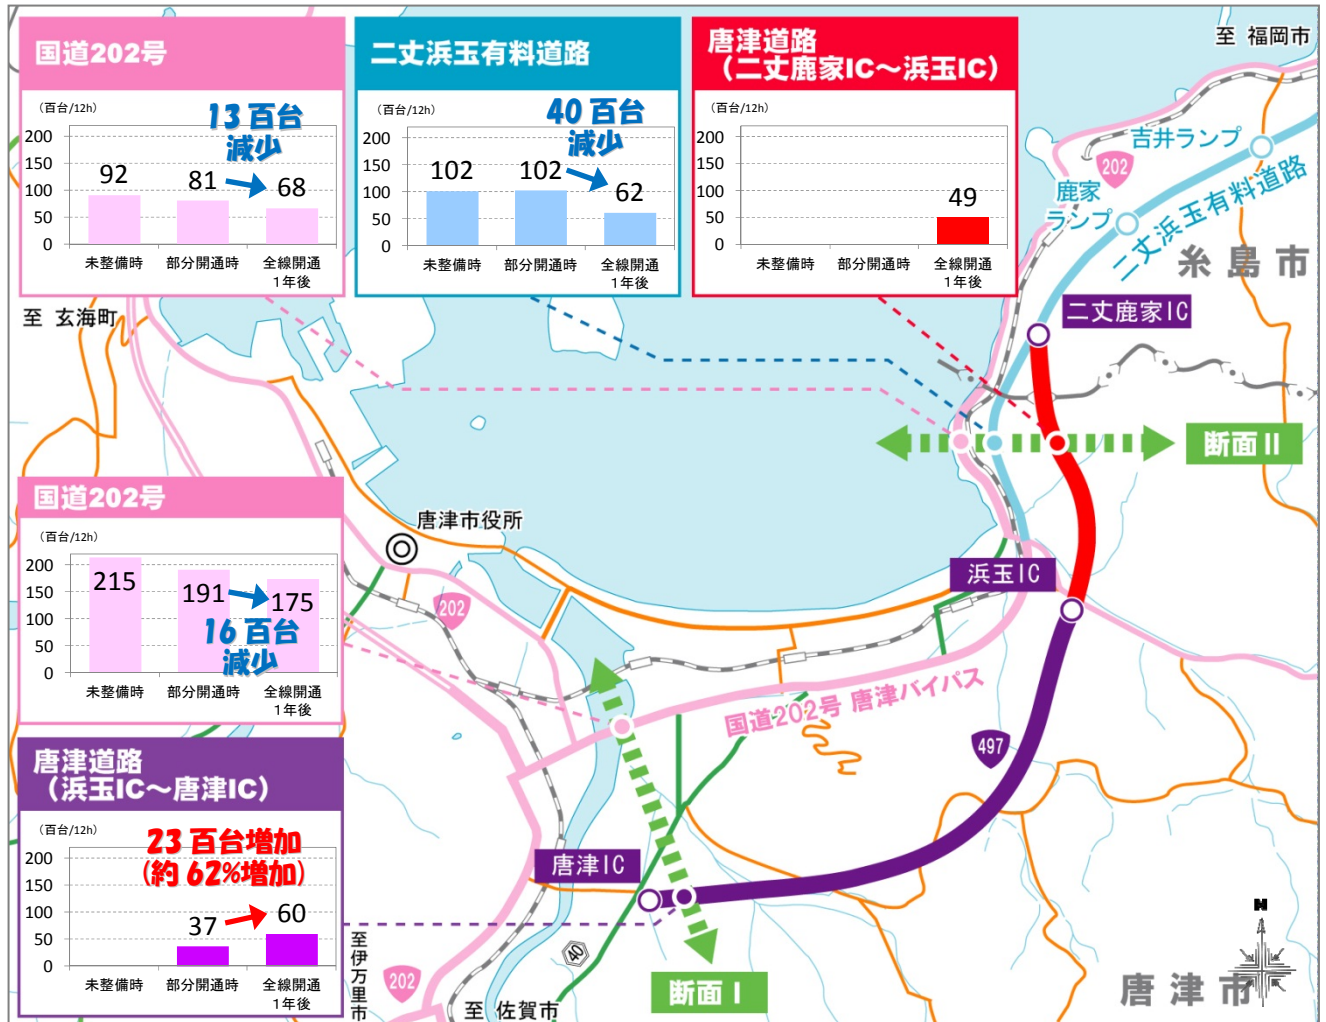 国道202号
（百台/12h）
13 百台
減少
200
150
100
50
0
92
81
68
未整備時
部分開通時
全線開通
1年後
二丈浜玉有料道路
（百台/12h）
40 百台
減少
200
150
100
50
0
102
102
62
未整備時
部分開通時
全線開通
1年後
唐津道路
（二丈鹿家IC～浜玉IC）
（百台/12h）
200
150
100
50
0
49
未整備時
部分開通時
全線開通
1年後
至 福岡市
吉井ランプ
202
鹿家
ランプ
二丈浜玉有料道路
糸島市
二丈鹿家IC
至 玄海町
断面Ⅱ
国道202号
（百台/12h）
200
150
100
50
0
215
191
175
16 百台
減少
未整備時
部分開通時
全線開通
1年後
唐津市役所
202
浜玉IC
国道202号 唐津バイパス
497
唐津道路
（浜玉IC～唐津IC）
（百台/12h）
23 百台増加
(約 62%増加)
200
150
100
50
0
37
60
未整備時
部分開通時
全線開通
1年後
唐津IC
至伊万里市
202
40
至 佐賀市
断面Ⅰ
N
唐津市